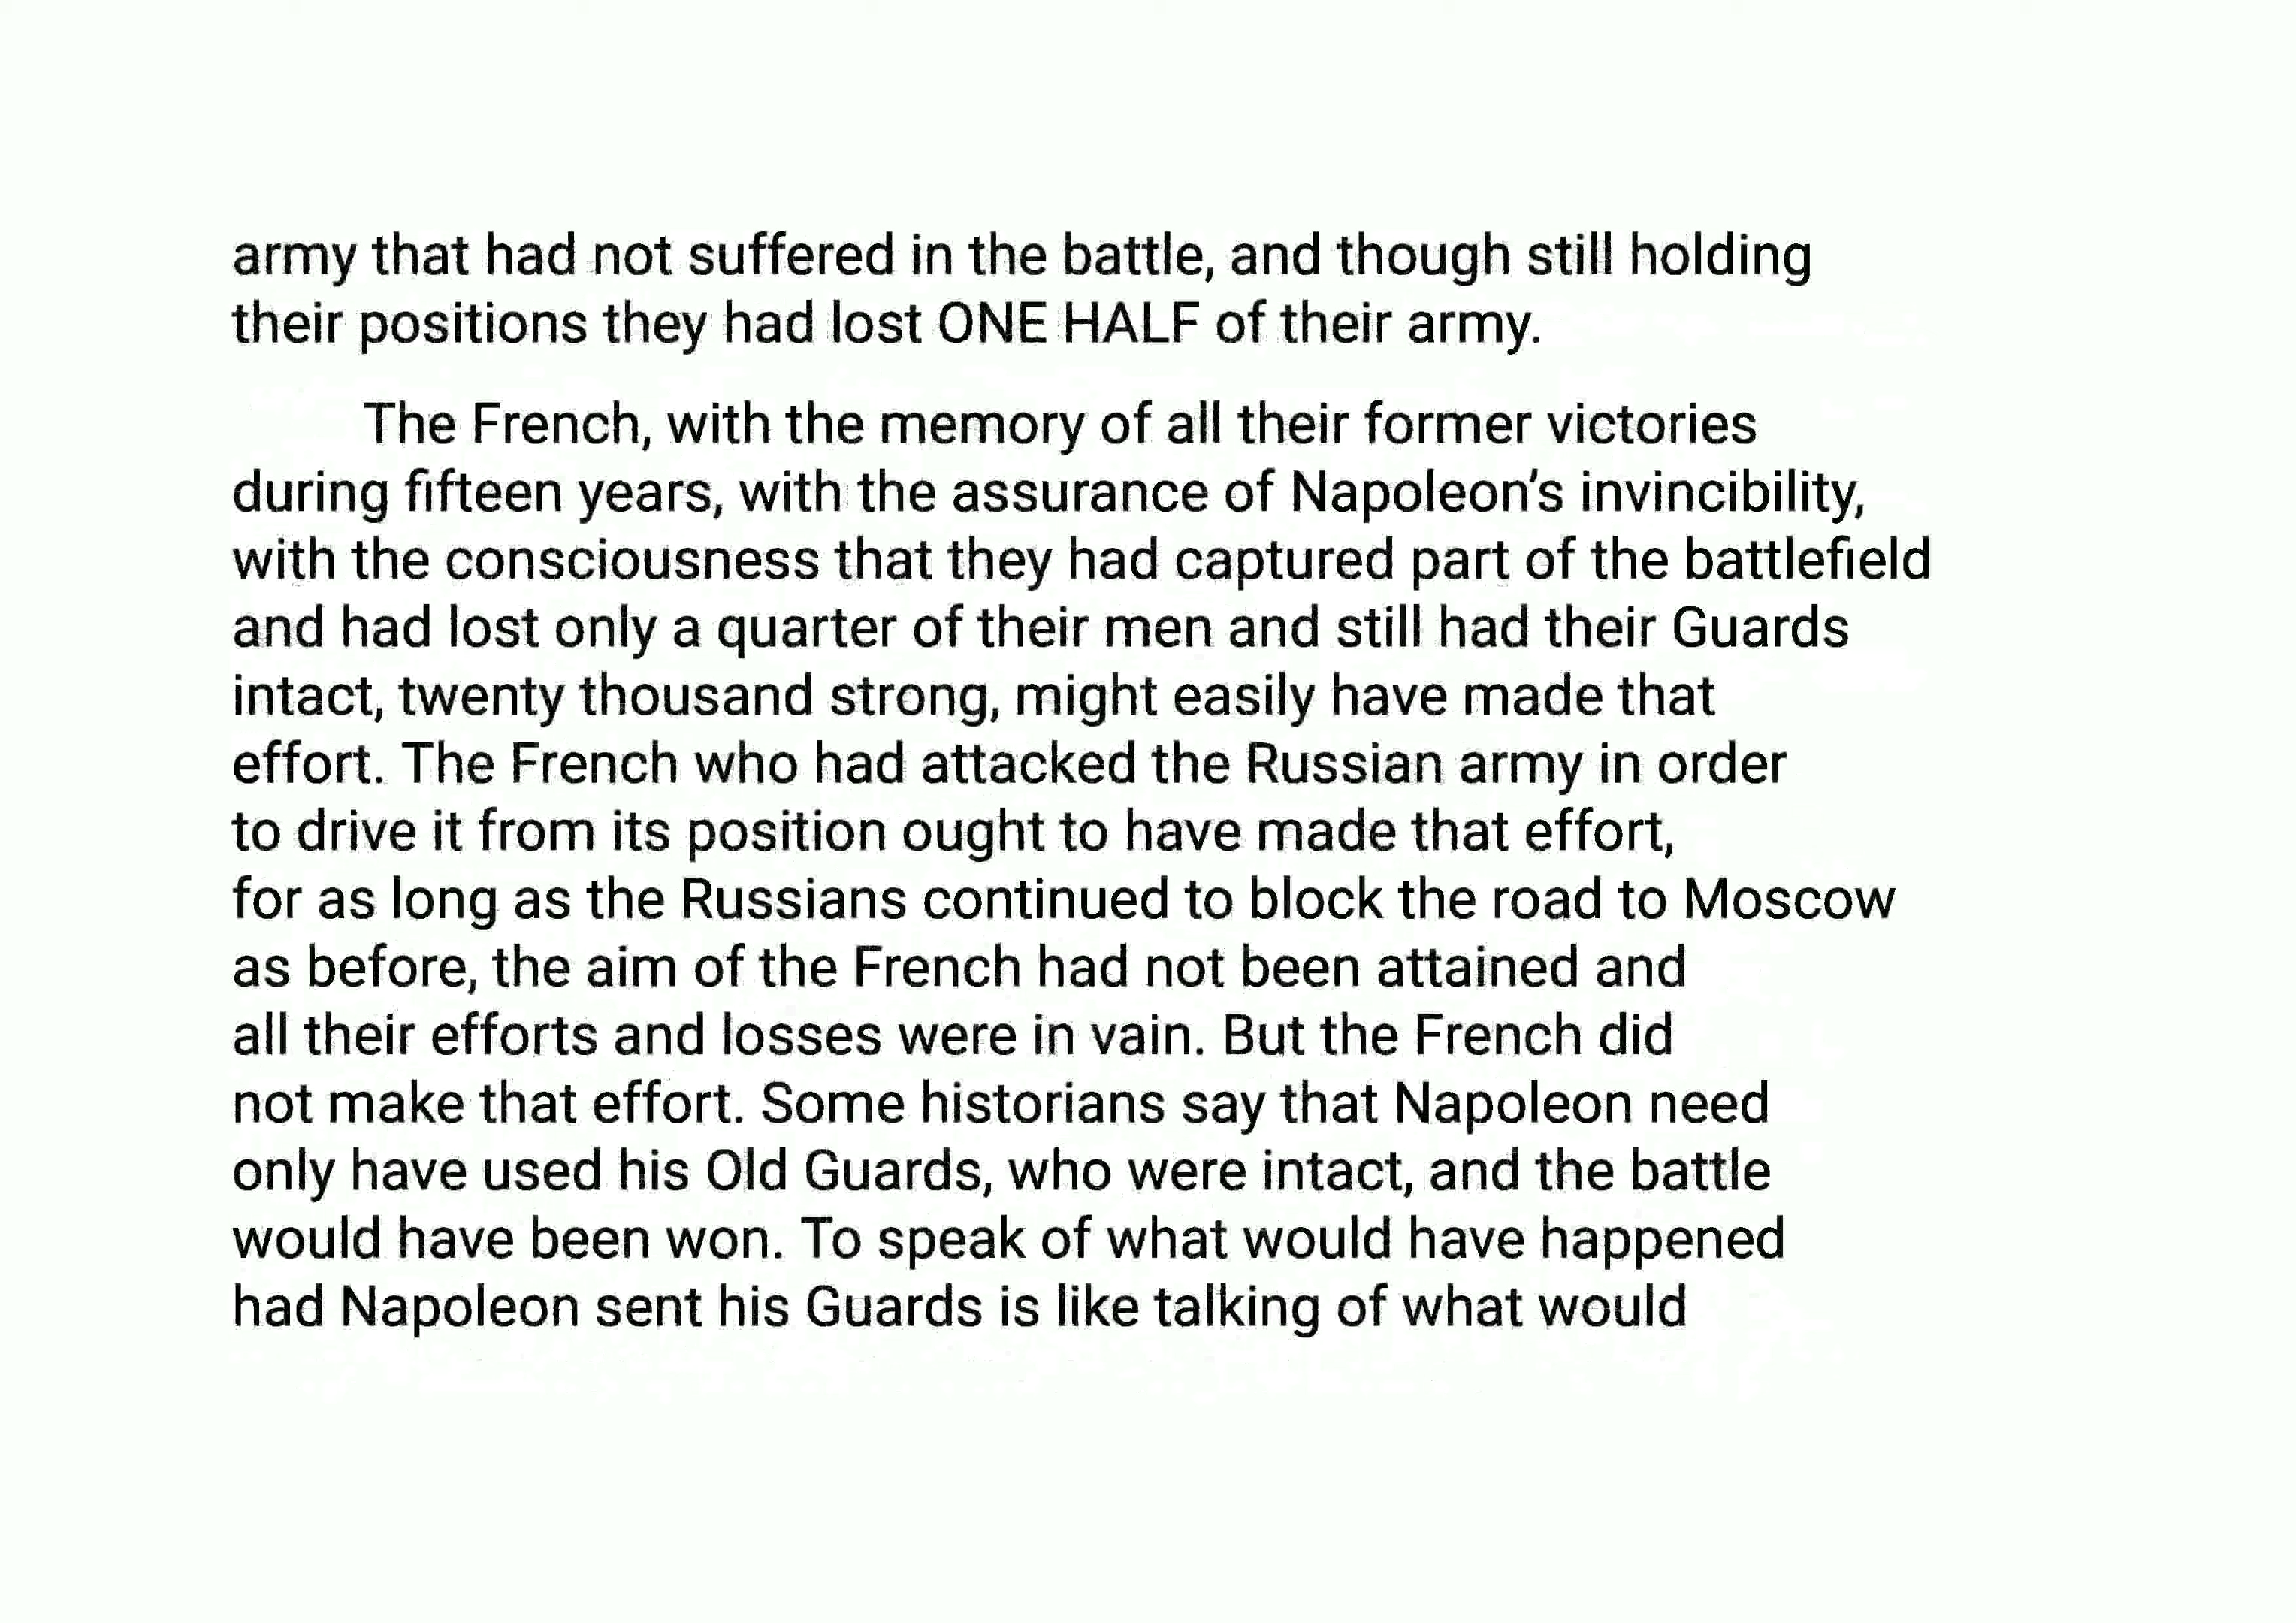 army that had not suffered in the battle, and though still holding
their positions they had lost ONE HALF of their army.
The French, with the memory of all their former victories
during fifteen years, with the assurance of Napoleon's invincibility,
with the consciousness that they had captured part of the battlefield
and had lost only a quarter of their men and still had their Guards
intact, twenty thousand strong, might easily have made that
effort. The French who had attacked the Russian army in order
to drive it from its position ought to have made that effort,
for as long as the Russians continued to block the road to Moscow
as before, the aim of the French had not been attained and
all their efforts and losses were in vain. But the French did
not make that effort. Some historians say that Napoleon need
only have used his Old Guards, who were intact, and the battle
would have been won. To speak of what would have happened
had Napoleon sent his Guards is like talking of what would